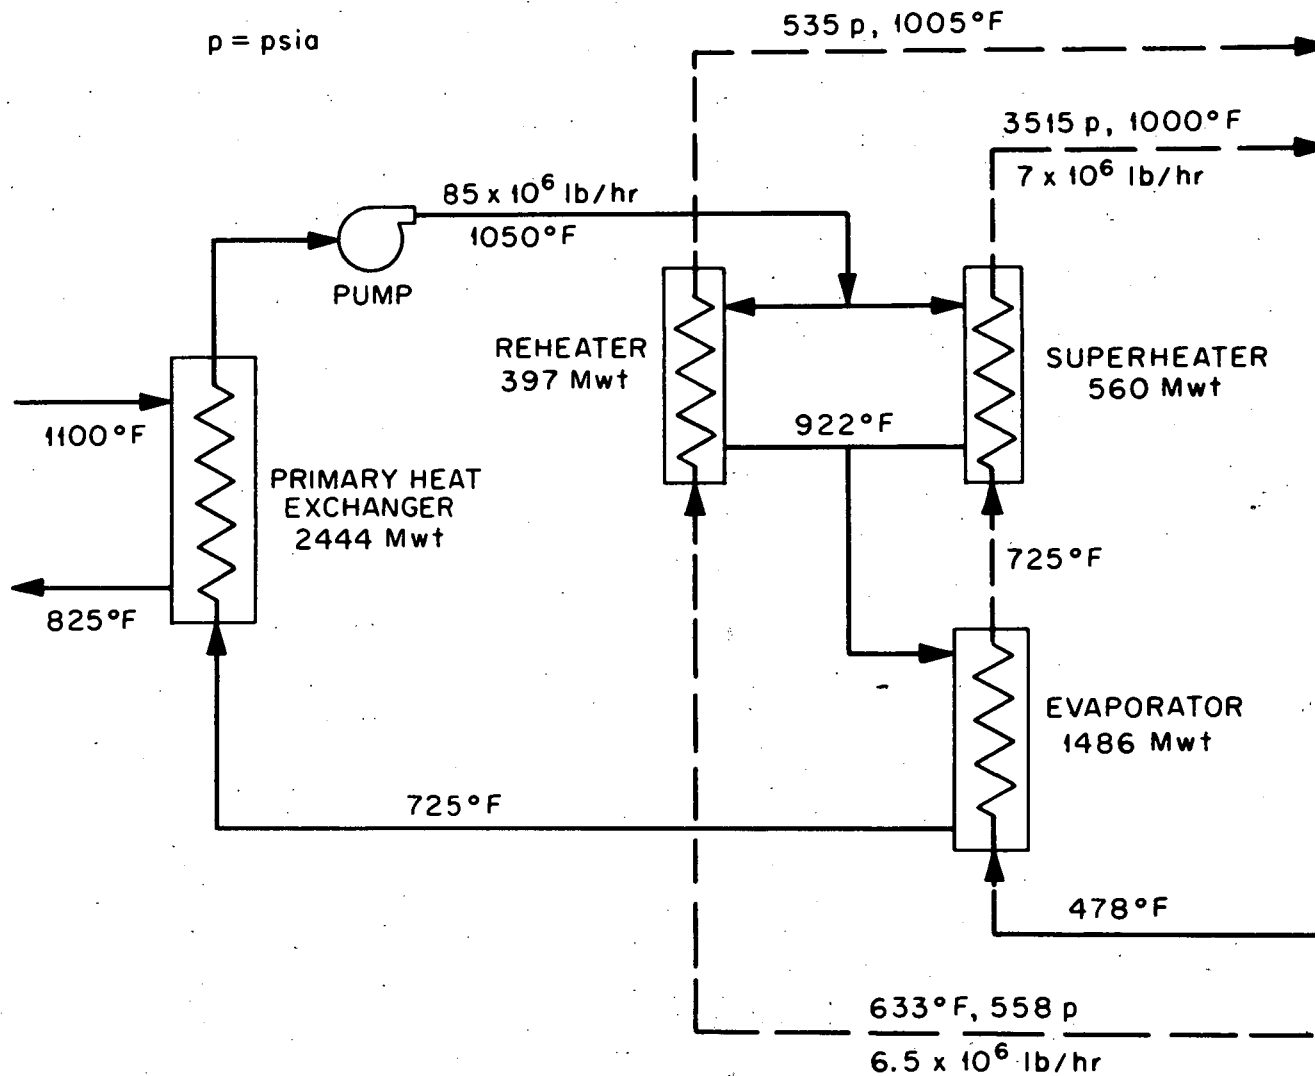 p = psia
535 p, 1005°F
3515 p, 1000°F
7 x 10⁶ lb/hr
85 x 10⁶ lb/hr
1050°F
PUMP
REHEATER
397 Mwt
SUPERHEATER
560 Mwt
922°F
1100°F
PRIMARY HEAT
EXCHANGER
2444 Mwt
825°F
725°F
EVAPORATOR
1486 Mwt
725°F
478°F
633°F, 558 p
6.5 x 10⁶ lb/hr